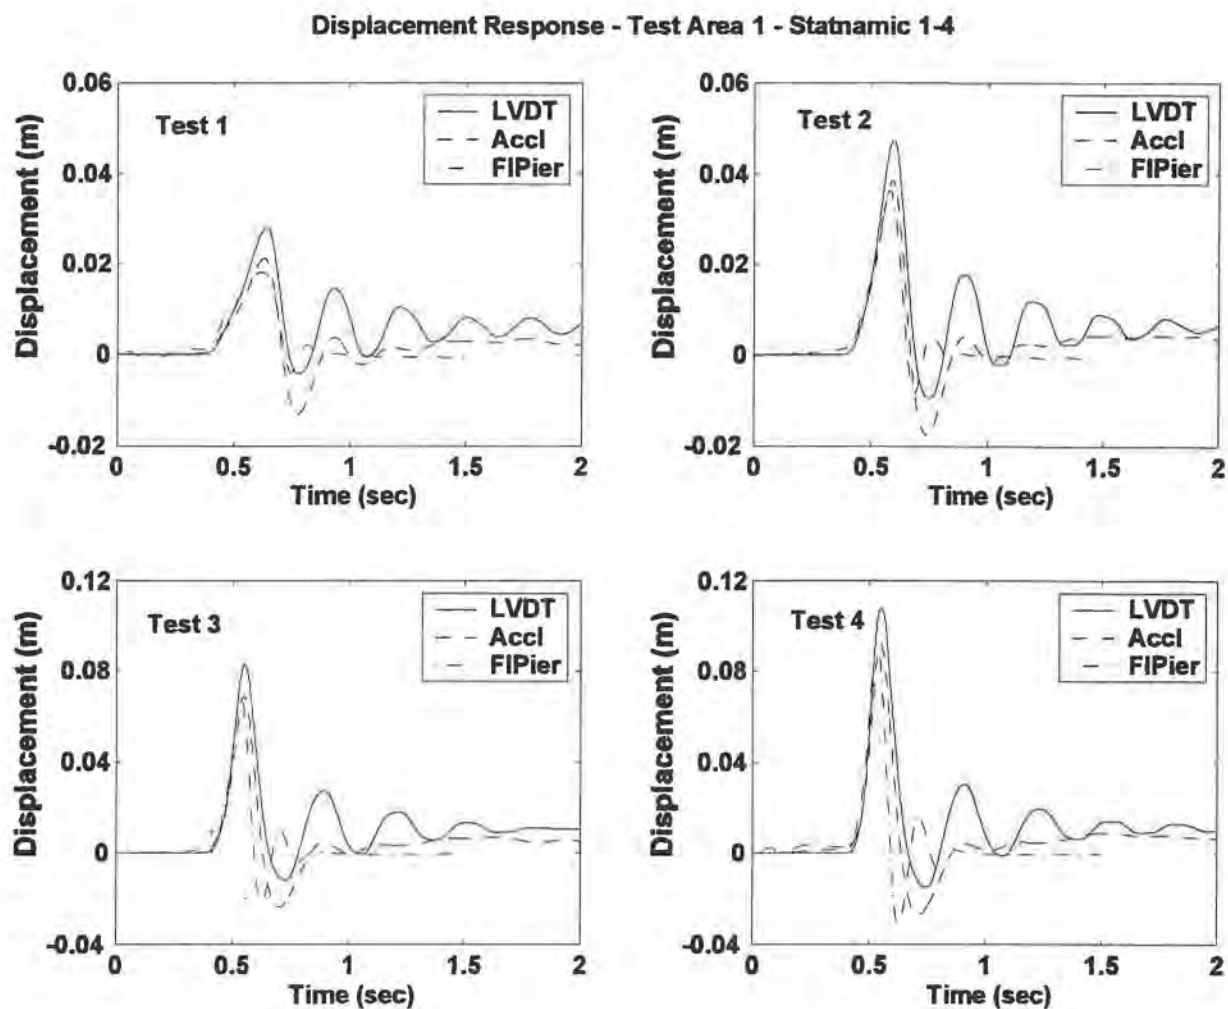 Displacement Response - Test Area 1 - Statnamic 1-4
0.06
0.04
0.02
0
-0.02
Displacement (m)
Test 1
LVDT
Accl
FlPier
0 0.5 1 1.5 2
Time (sec)
0.06
0.04
0.02
0
-0.02
Displacement (m)
Test 2
LVDT
Accl
FlPier
0 0.5 1 1.5 2
Time (sec)
0.12
0.08
0.04
0
-0.04
Displacement (m)
Test 3
LVDT
Accl
FlPier
0 0.5 1 1.5 2
Time (sec)
0.12
0.08
0.04
0
-0.04
Displacement (m)
Test 4
LVDT
Accl
FlPier
0 0.5 1 1.5 2
Time (sec)